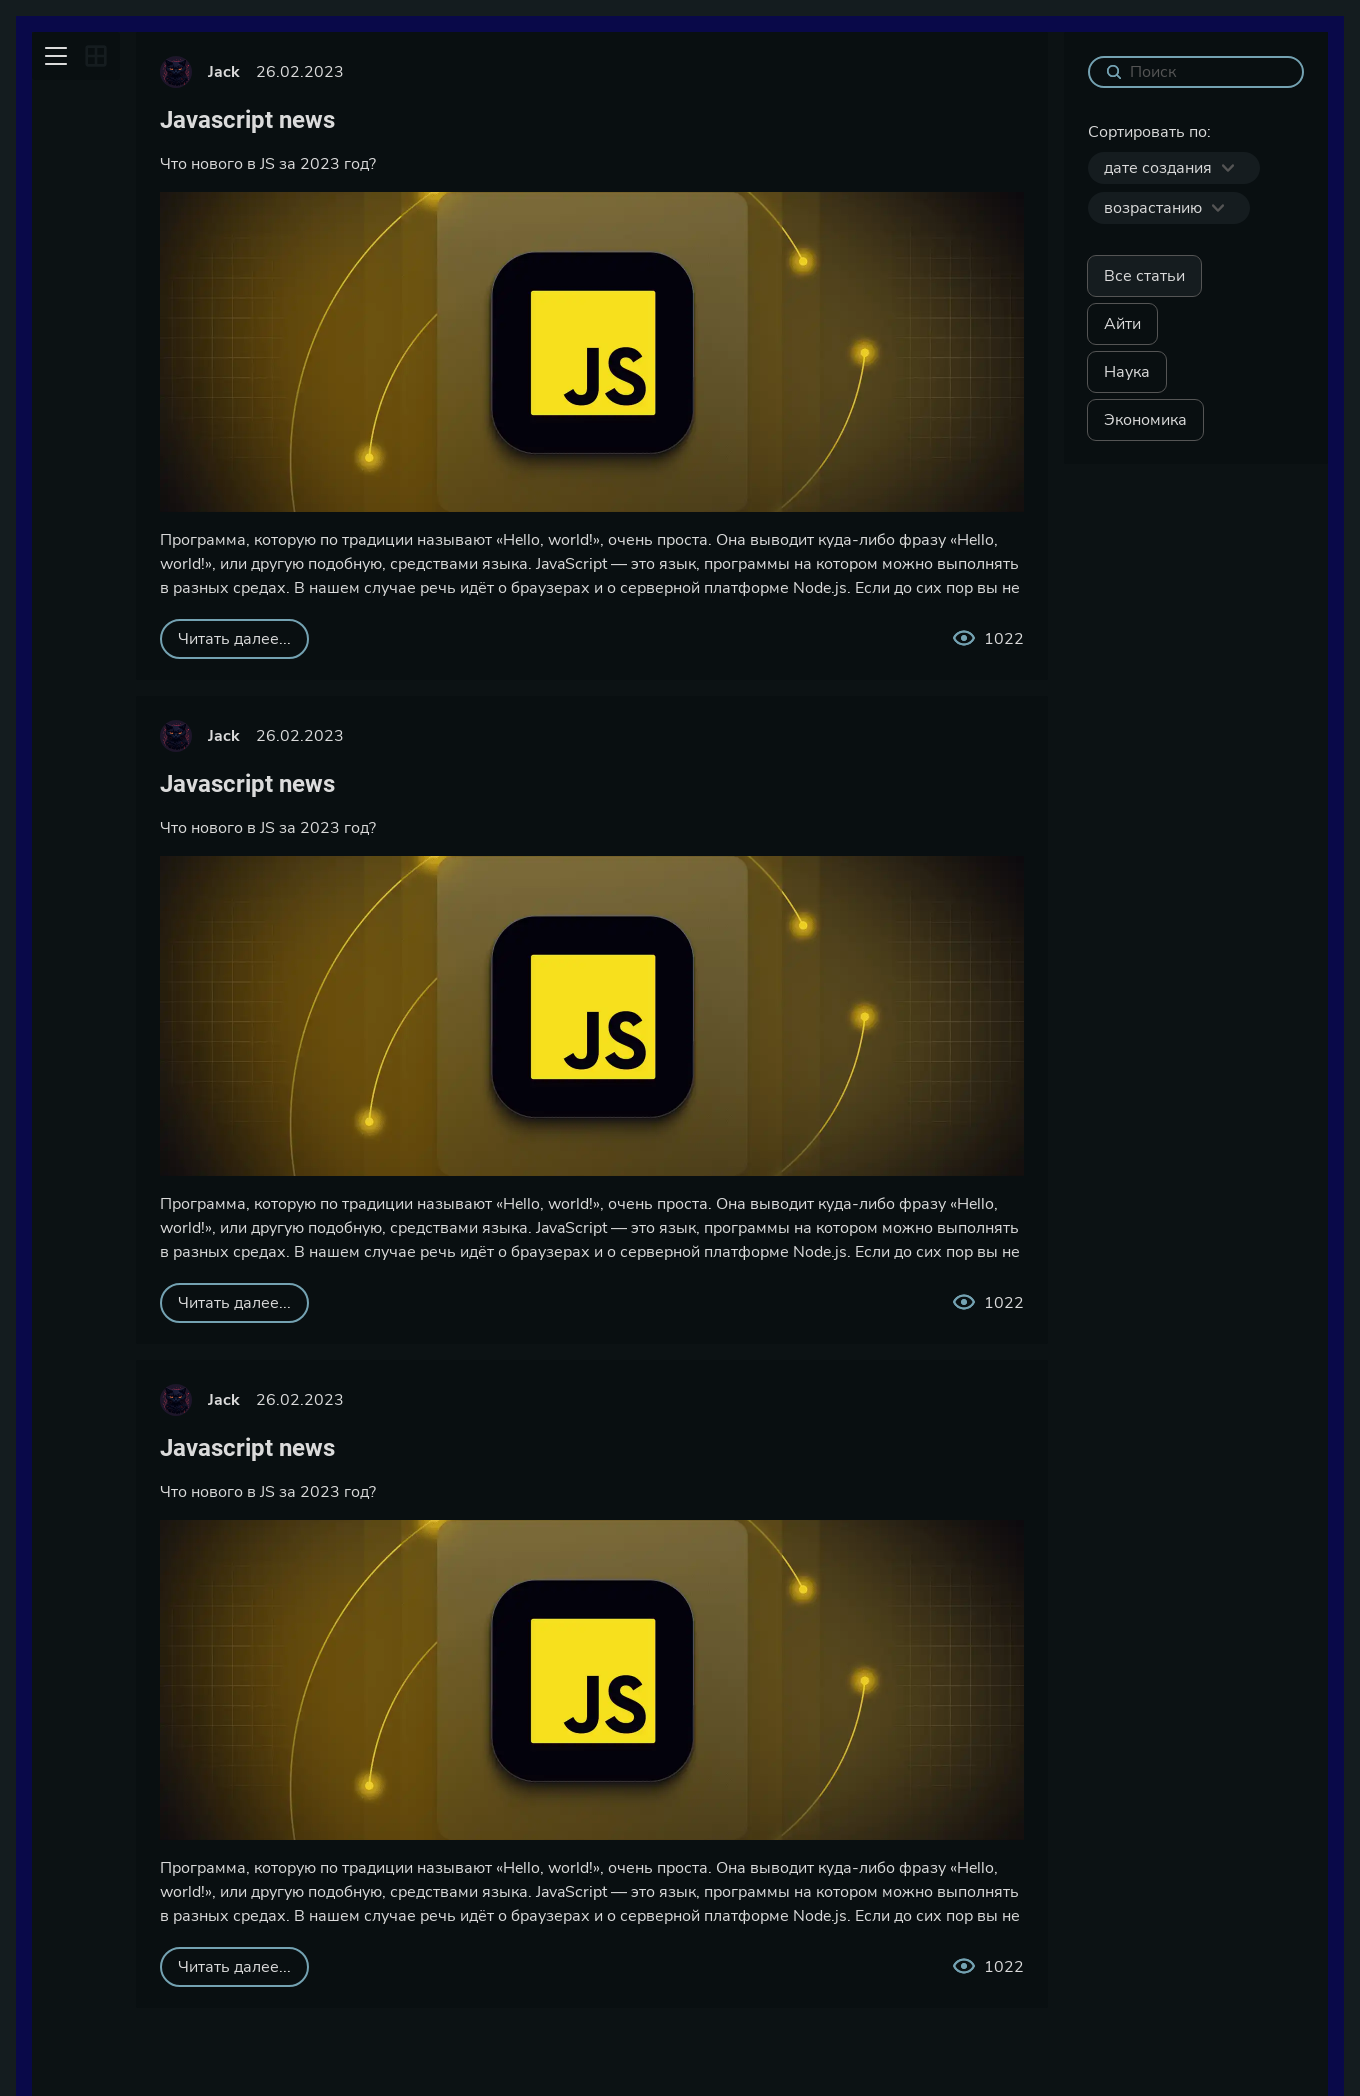 Jack 26.02.2023
Javascript news
Что нового в JS за 2023 год?
JS
Программа, которую по традиции называют «Hello, world!», очень проста. Она выводит куда-либо фразу «Hello,
world!», или другую подобную, средствами языка. JavaScript — это язык, программы на котором можно выполнять
в разных средах. В нашем случае речь идёт о браузерах и о серверной платформе Node.js. Если до сих пор вы не
Читать далее...
1022
Jack 26.02.2023
Javascript news
Что нового в JS за 2023 год?
JS
Программа, которую по традиции называют «Hello, world!», очень проста. Она выводит куда-либо фразу «Hello,
world!», или другую подобную, средствами языка. JavaScript — это язык, программы на котором можно выполнять
в разных средах. В нашем случае речь идёт о браузерах и о серверной платформе Node.js. Если до сих пор вы не
Читать далее...
1022
Jack 26.02.2023
Javascript news
Что нового в JS за 2023 год?
JS
Программа, которую по традиции называют «Hello, world!», очень проста. Она выводит куда-либо фразу «Hello,
world!», или другую подобную, средствами языка. JavaScript — это язык, программы на котором можно выполнять
в разных средах. В нашем случае речь идёт о браузерах и о серверной платформе Node.js. Если до сих пор вы не
Читать далее...
1022
Поиск
Сортировать по:
дате создания
возрастанию
Все статьи
Айти
Наука
Экономика